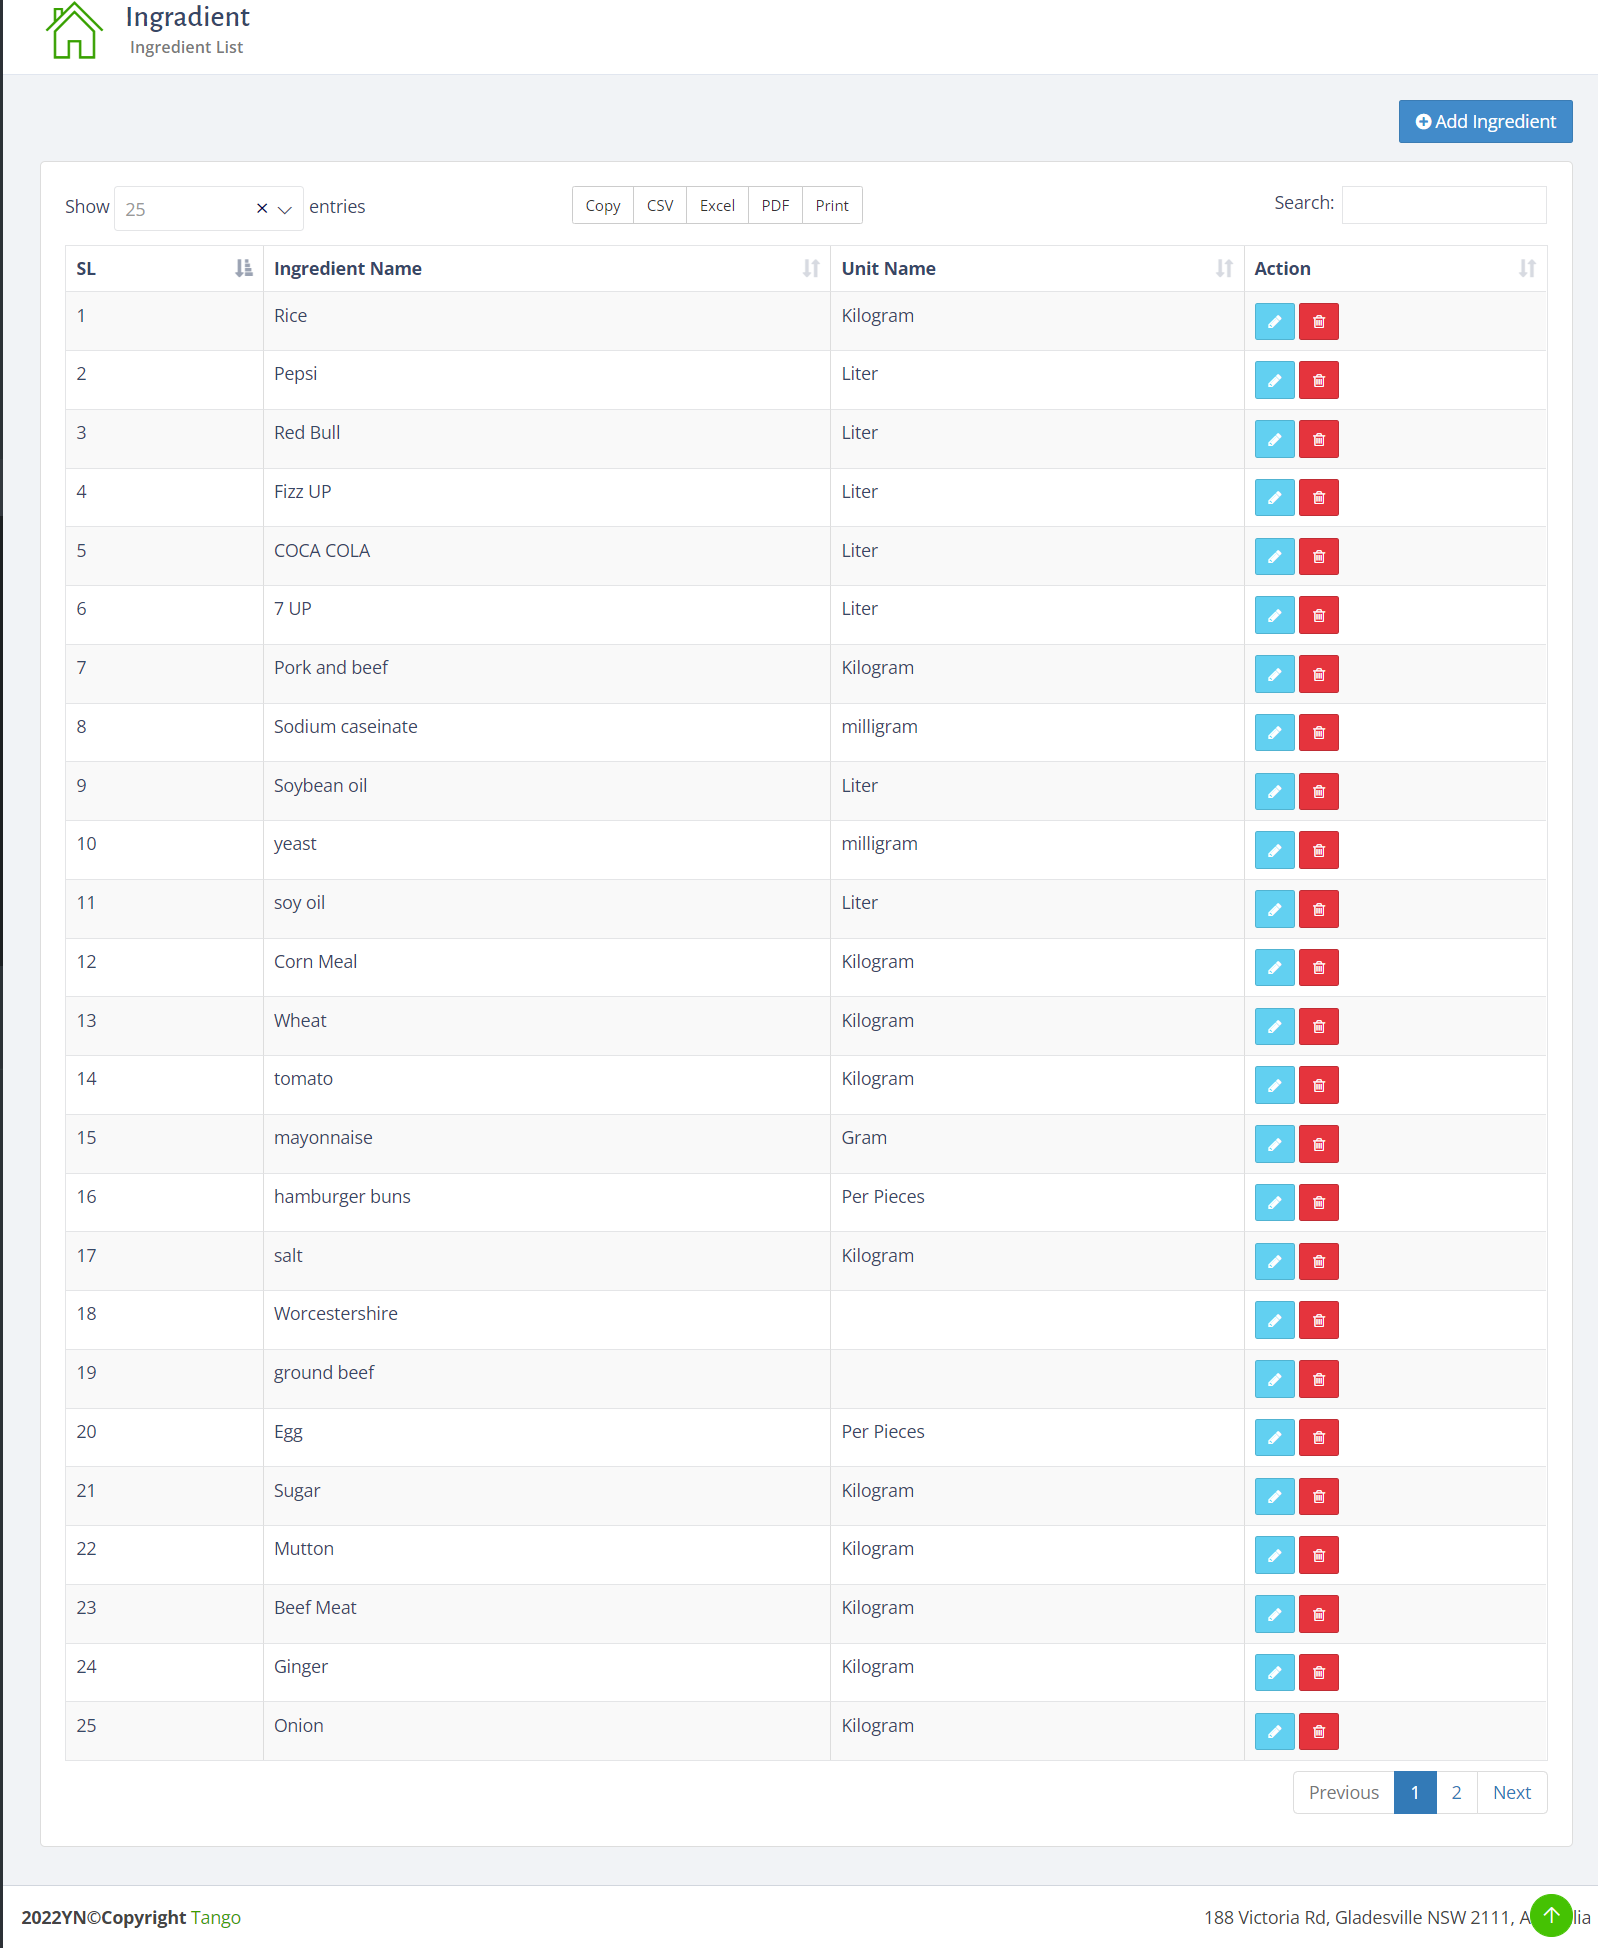 Ingradient
Ingredient List
Add Ingredient
Show 25 entries
Copy CSV Excel PDF Print
Search:
SL Ingredient Name Unit Name Action
1 Rice Kilogram
2 Pepsi Liter
3 Red Bull Liter
4 Fizz UP Liter
5 COCA COLA Liter
6 7 UP Liter
7 Pork and beef Kilogram
8 Sodium caseinate milligram
9 Soybean oil Liter
10 yeast milligram
11 soy oil Liter
12 Corn Meal Kilogram
13 Wheat Kilogram
14 tomato Kilogram
15 mayonnaise Gram
16 hamburger buns Per Pieces
17 salt Kilogram
18 Worcestershire
19 ground beef
20 Egg Per Pieces
21 Sugar Kilogram
22 Mutton Kilogram
23 Beef Meat Kilogram
24 Ginger Kilogram
25 Onion Kilogram
Previous 1 2 Next
2022YN©Copyright Tango
188 Victoria Rd, Gladesville NSW 2111,